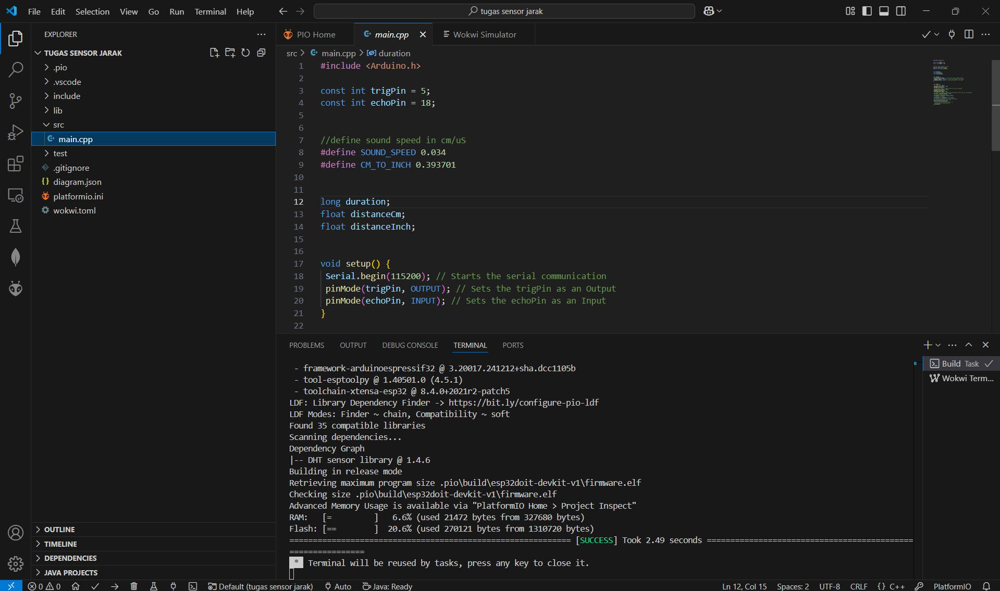 File Edit Selection View Go Run Terminal Help
tugas sensor jarak
EXPLORER
TUGAS SENSOR JARAK
.pio
.vscode
include
lib
src
main.cpp
test
.gitignore
diagram.json
platformio.ini
wokwi.toml
OUTLINE
TIMELINE
DEPENDENCIES
JAVA PROJECTS
PIO Home
main.cpp
Wokwi Simulator
src > main.cpp > duration
1 #include <Arduino.h>
2
3 const int trigPin = 5;
4 const int echoPin = 18;
5
6
7 //define sound speed in cm/uS
8 #define SOUND_SPEED 0.034
9 #define CM_TO_INCH 0.393701
10
11
12 long duration;
13 float distanceCm;
14 float distanceInch;
15
16
17 void setup() {
18 Serial.begin(115200); // Starts the serial communication
19 pinMode(trigPin, OUTPUT); // Sets the trigPin as an Output
20 pinMode(echoPin, INPUT); // Sets the echoPin as an Input
21 }
22
PROBLEMS OUTPUT DEBUG CONSOLE TERMINAL PORTS
- framework-arduinoespressif32 @ 3.20017.241212+sha.dcc1105b
- tool-esptoolpy @ 1.40501.0 (4.5.1)
- toolchain-xtensa-esp32 @ 8.4.0+2021r2-patch5
LDF: Library Dependency Finder -> https://bit.ly/configure-pio-ldf
LDF Modes: Finder ~ chain, Compatibility ~ soft
Found 35 compatible libraries
Scanning dependencies...
Dependency Graph
|-- DHT sensor library @ 1.4.6
Building in release mode
Retrieving maximum program size .pio\build\esp32doit-devkit-v1\firmware.elf
Checking size .pio\build\esp32doit-devkit-v1\firmware.elf
Advanced Memory Usage is available via "PlatformIO Home > Project Inspect"
RAM: [= ] 6.6% (used 21472 bytes from 327680 bytes)
Flash: [== ] 20.6% (used 270121 bytes from 1310720 bytes)
============================================================ [SUCCESS] Took 2.49 seconds ============================================
================
* Terminal will be reused by tasks, press any key to close it.
Build Task
Wokwi Term...
0 0 Default (tugas sensor jarak) Auto Java: Ready Ln 12, Col 15 Spaces: 2 UTF-8 CRLF {} C++ PlatformIO